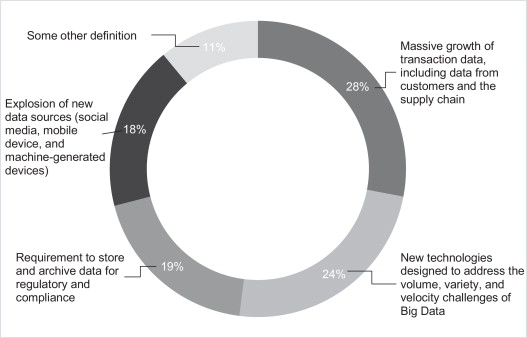 Some other definition
11%
Massive growth of
transaction data,
including data from
customers and the
supply chain
28%
Explosion of new
data sources (social
media, mobile
device, and
machine-generated
devices)
18%
Requirement to store
and archive data for
regulatory and
compliance
19%
24%
New technologies
designed to address the
volume, variety, and
velocity challenges of
Big Data